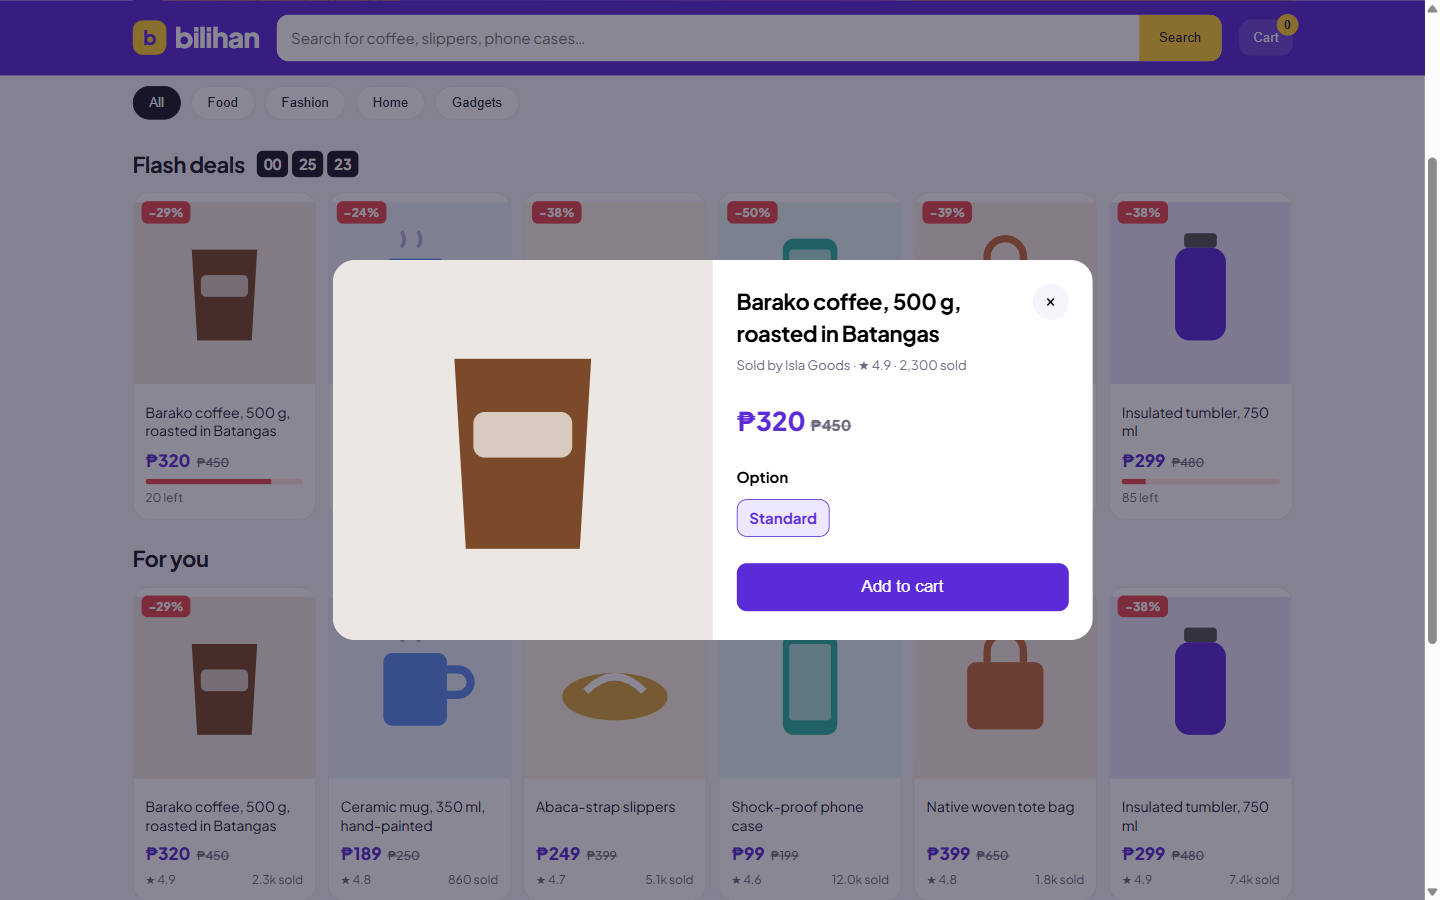 b bilihan
Search for coffee, slippers, phone cases...
Search
Cart
0
All
Food
Fashion
Home
Gadgets
Flash deals 00 25 23
-29%
-24%
-38%
-50%
-39%
-38%
Barako coffee, 500 g,
roasted in Batangas
₱320 ₱450
20 left
Insulated tumbler, 750
ml
₱299 ₱480
85 left
Barako coffee, 500 g,
roasted in Batangas
×
Sold by Isla Goods · ★ 4.9 · 2,300 sold
₱320 ₱450
Option
Standard
Add to cart
For you
-29%
-38%
Barako coffee, 500 g,
roasted in Batangas
₱320 ₱450
★ 4.9 2.3k sold
Ceramic mug, 350 ml,
hand-painted
₱189 ₱250
★ 4.8 860 sold
Abaca-strap slippers
₱249 ₱399
★ 4.7 5.1k sold
Shock-proof phone
case
₱99 ₱199
★ 4.6 12.0k sold
Native woven tote bag
₱399 ₱650
★ 4.8 1.8k sold
Insulated tumbler, 750
ml
₱299 ₱480
★ 4.9 7.4k sold